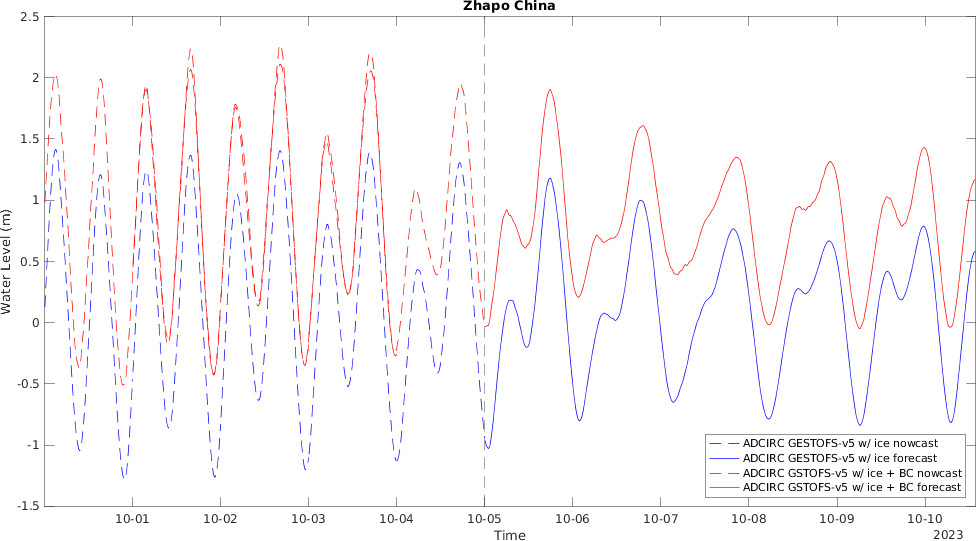 Zhapo China
2.5
2
1.5
1
0.5
0
-0.5
-1
-1.5
Water Level (m)
10-01 10-02 10-03 10-04 10-05 10-06 10-07 10-08 10-09 10-10
Time
2023
ADCIRC GESTOFS-v5 w/ ice nowcast
ADCIRC GESTOFS-v5 w/ ice forecast
ADCIRC GSTOFS-v5 w/ ice + BC nowcast
ADCIRC GSTOFS-v5 w/ ice + BC forecast